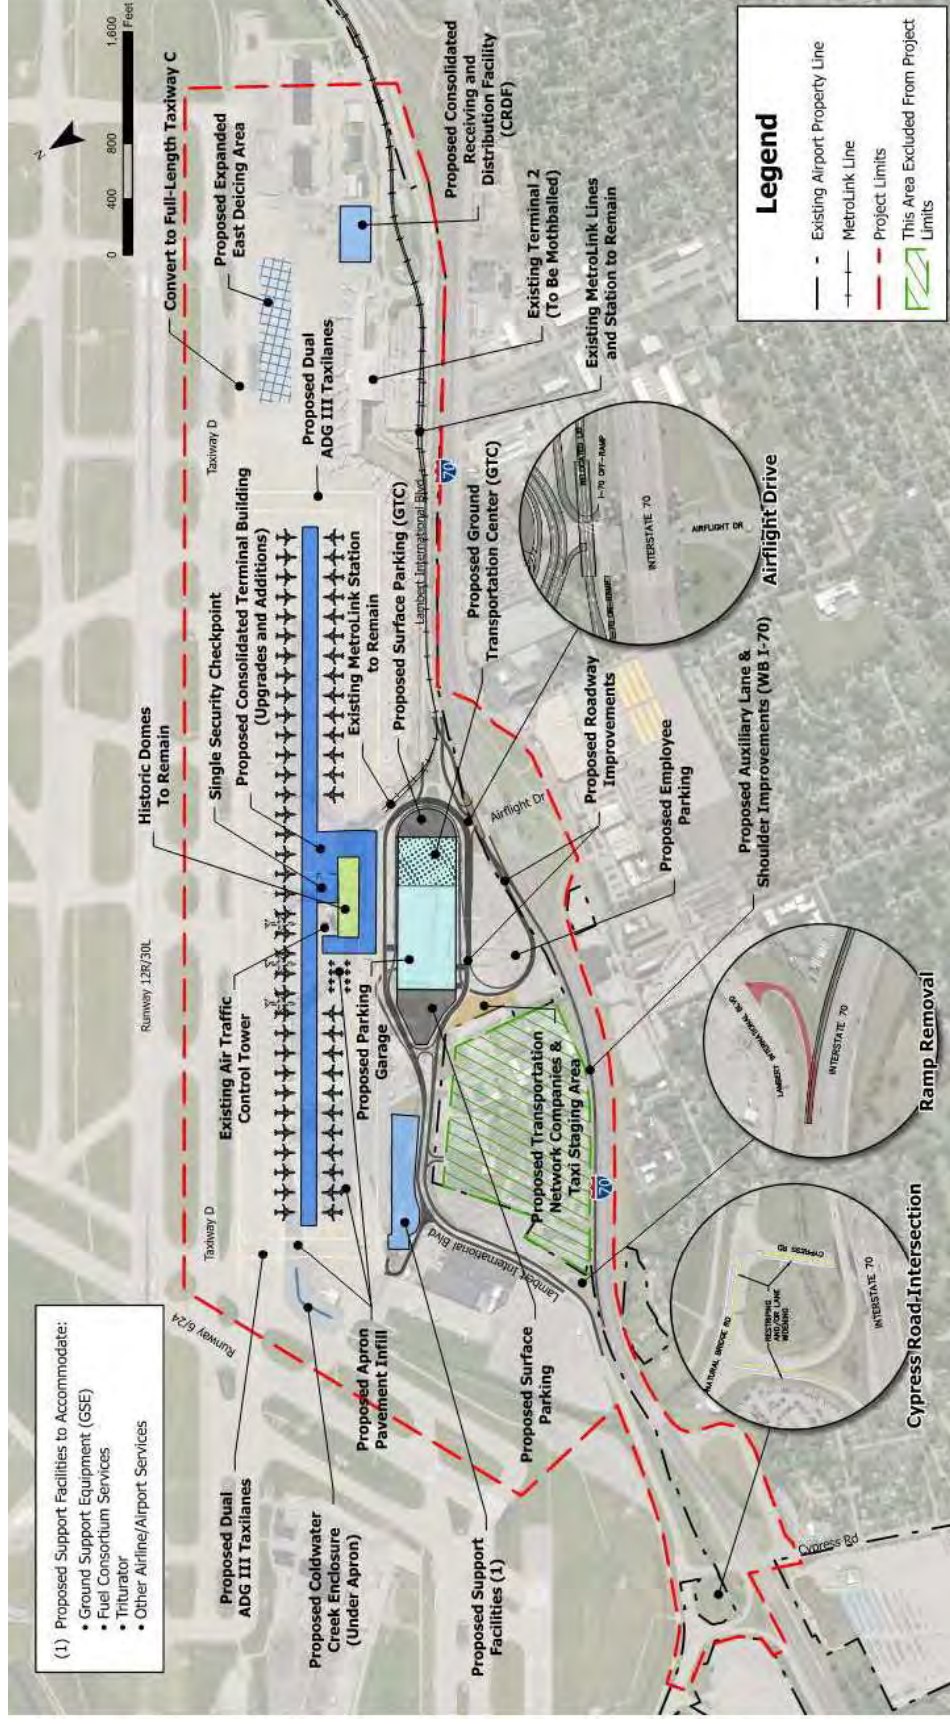 (1) Proposed Support Facilities to Accommodate:
• Ground Support Equipment (GSE)
• Fuel Consortium Services
• Triturator
• Other Airline/Airport Services
N
0
400
800
1,600
Feet
Convert to Full-Length Taxiway C
Proposed Expanded
East Deicing Area
Taxiway D
Proposed Dual
ADG III Taxilanes
Historic Domes
To Remain
Single Security Checkpoint
Proposed Consolidated Terminal Building
(Upgrades and Additions)
Runway 12R/30L
Existing Air Traffic
Control Tower
Taxiway D
Runway 6/24
Proposed Dual
ADG III Taxilanes
Proposed Coldwater
Creek Enclosure
(Under Apron)
Proposed Apron
Pavement Infill
Proposed Parking
Garage
Existing MetroLink Station
to Remain
Proposed Surface Parking (GTC)
Lambert International Blvd
70
Proposed Consolidated
Receiving and
Distribution Facility
(CRDF)
Existing Terminal 2
(To Be Mothballed)
Existing MetroLink Lines
and Station to Remain
Proposed Ground
Transportation Center (GTC)
Proposed Support
Facilities (1)
Proposed Surface
Parking
Lambert International Blvd
Proposed Transportation
Network Companies &
Taxi Staging Area
70
Airflight Dr
Proposed Roadway
Improvements
Proposed Employee
Parking
Proposed Auxiliary Lane &
Shoulder Improvements (WB I-70)
Cypress Rd
NATURAL BRIDGE RD
CYPRESS RD
RESTRIPING
AND/OR LANE
WIDENING
INTERSTATE 70
Cypress Road-Intersection
LAMBERT INTERNATIONAL BLVD
INTERSTATE 70
Ramp Removal
RELOCATED LIB
I-70 OFF-RAMP
INTERSTATE 70
AIRFLIGHT DR
Airflight Drive
Legend
Existing Airport Property Line
MetroLink Line
Project Limits
This Area Excluded From Project
Limits